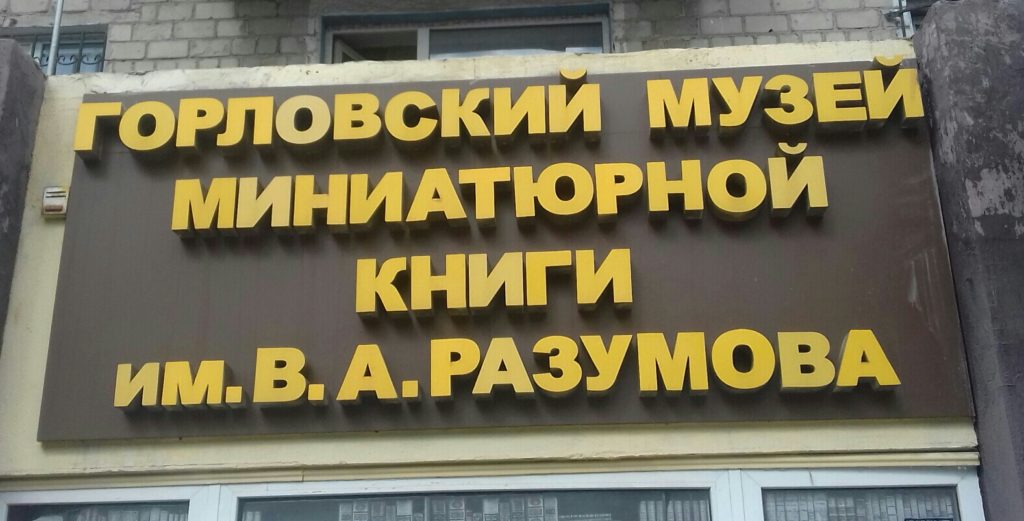 ГОРЛОВСКИЙ МУЗЕЙ
МИНИАТЮРНОЙ
КНИГИ
ИМ. В. А. РАЗУМОВА